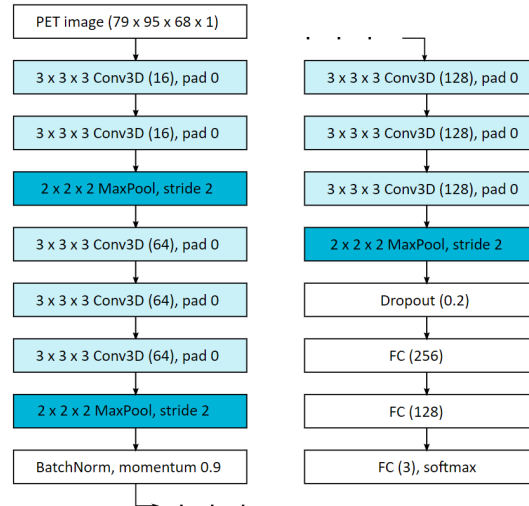 PET image (79 x 95 x 68 x 1)
3 x 3 x 3 Conv3D (16), pad 0
3 x 3 x 3 Conv3D (16), pad 0
2 x 2 x 2 MaxPool, stride 2
3 x 3 x 3 Conv3D (64), pad 0
3 x 3 x 3 Conv3D (64), pad 0
3 x 3 x 3 Conv3D (64), pad 0
2 x 2 x 2 MaxPool, stride 2
BatchNorm, momentum 0.9
3 x 3 x 3 Conv3D (128), pad 0
3 x 3 x 3 Conv3D (128), pad 0
3 x 3 x 3 Conv3D (128), pad 0
2 x 2 x 2 MaxPool, stride 2
Dropout (0.2)
FC (256)
FC (128)
FC (3), softmax